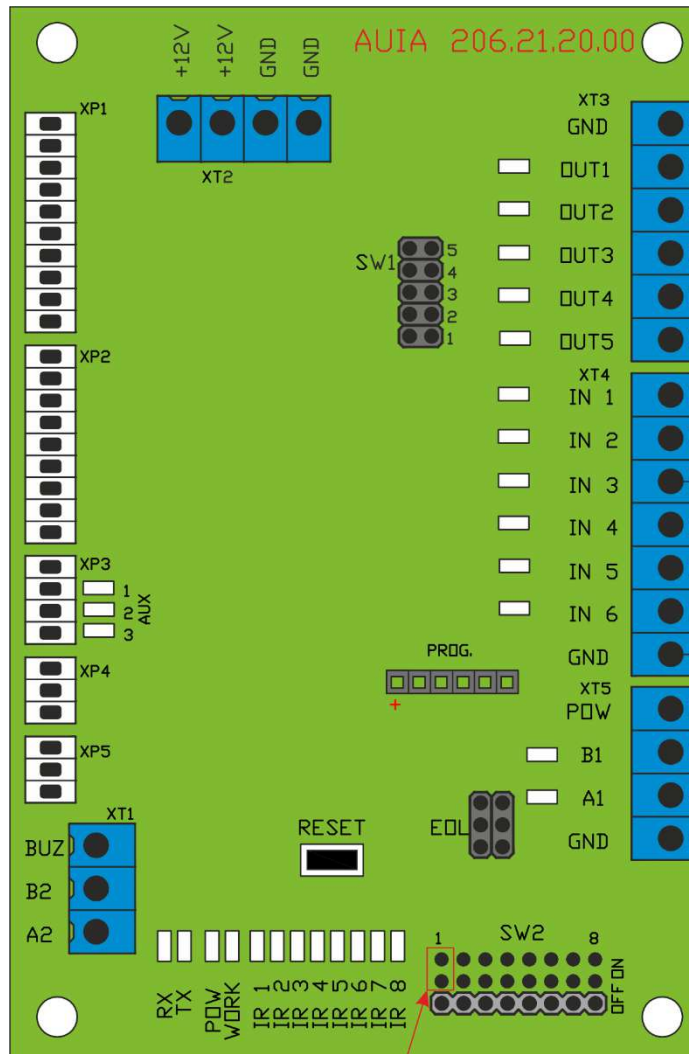 AUIA 206.21.20.00
+12V
+12V
GND
GND
XT2
XP1
XP2
XP3
1
2
3
AUX
XP4
XP5
XT1
BUZ
B2
A2
SW1
5
4
3
2
1
XT3
GND
OUT1
OUT2
OUT3
OUT4
OUT5
XT4
IN 1
IN 2
IN 3
IN 4
IN 5
IN 6
GND
PROG.
+
XT5
POW
B1
A1
GND
RESET
EOL
RX
TX
POW
WORK
IR 1
IR 2
IR 3
IR 4
IR 5
IR 6
IR 7
IR 8
1 SW2 8
ON
OFF